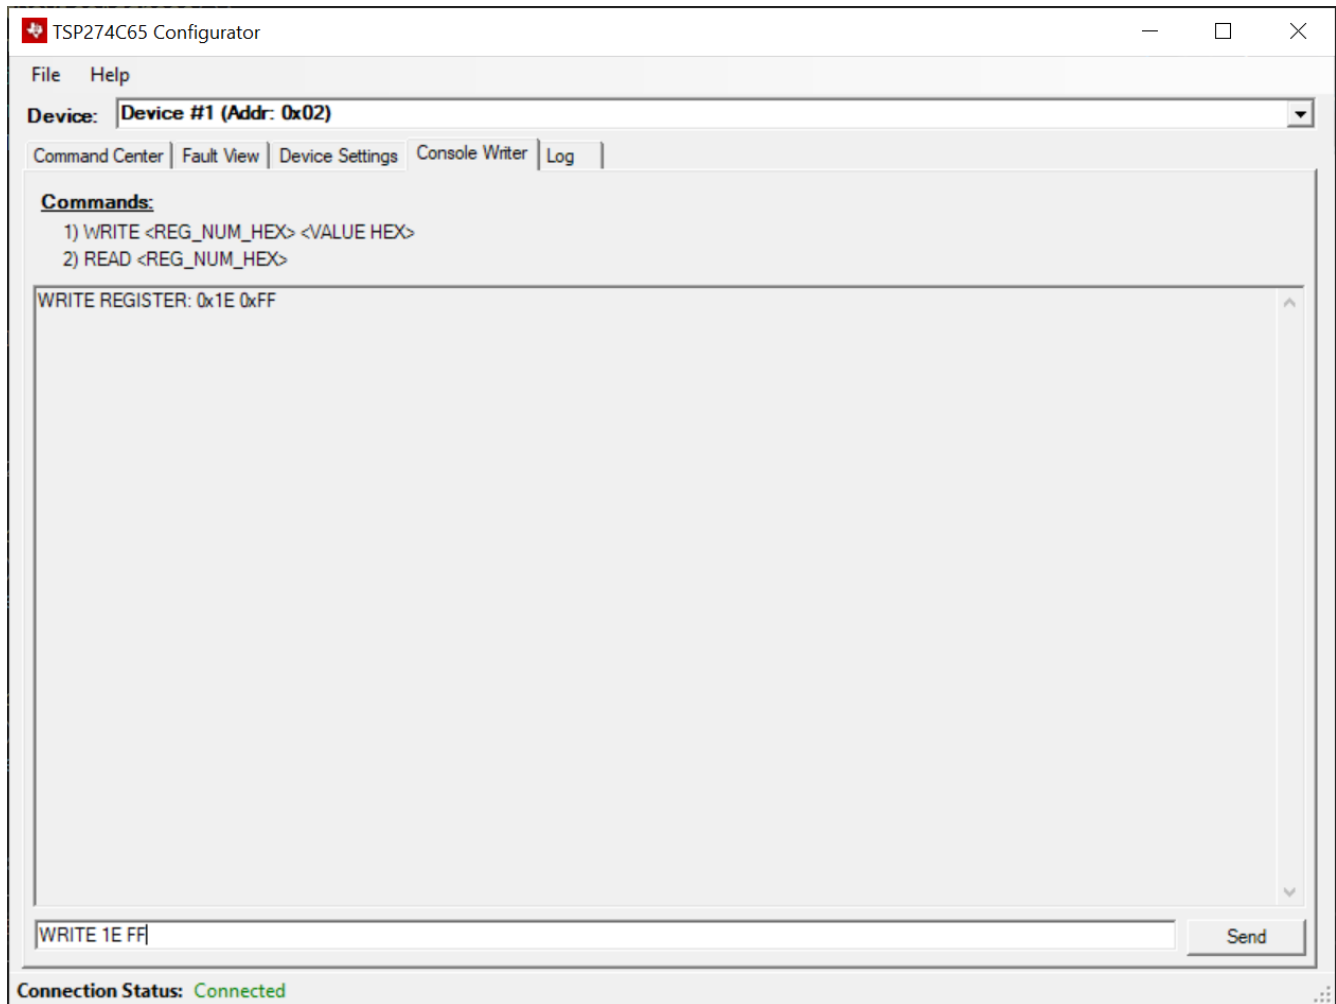 TSP274C65 Configurator
File Help
Device: Device #1 (Addr: 0x02)
Command Center Fault View Device Settings Console Writer Log
Commands:
1) WRITE <REG_NUM_HEX> <VALUE HEX>
2) READ <REG_NUM_HEX>
WRITE REGISTER: 0x1E 0xFF
WRITE 1E FF
Send
Connection Status: Connected